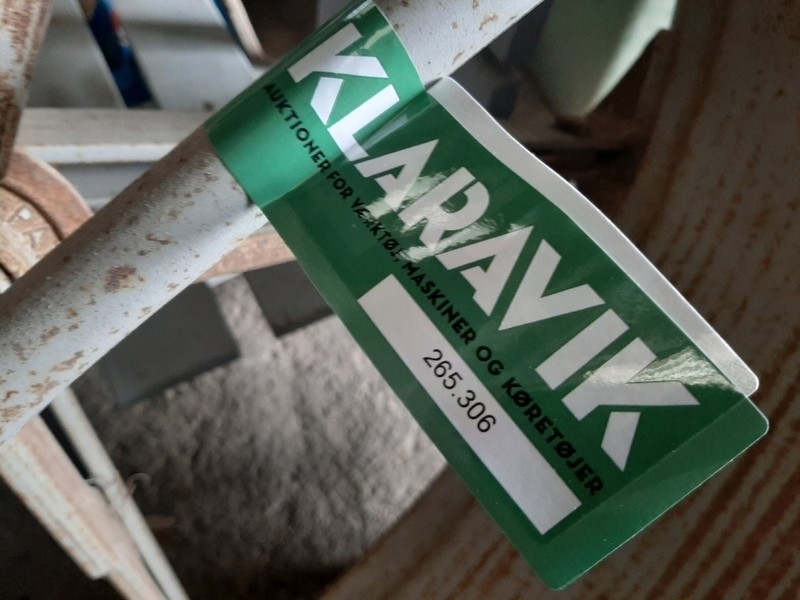 KLARAVIK
AUKTIONER FOR VÆRKTØJ, MASKINER OG KØRETØJER
265.306